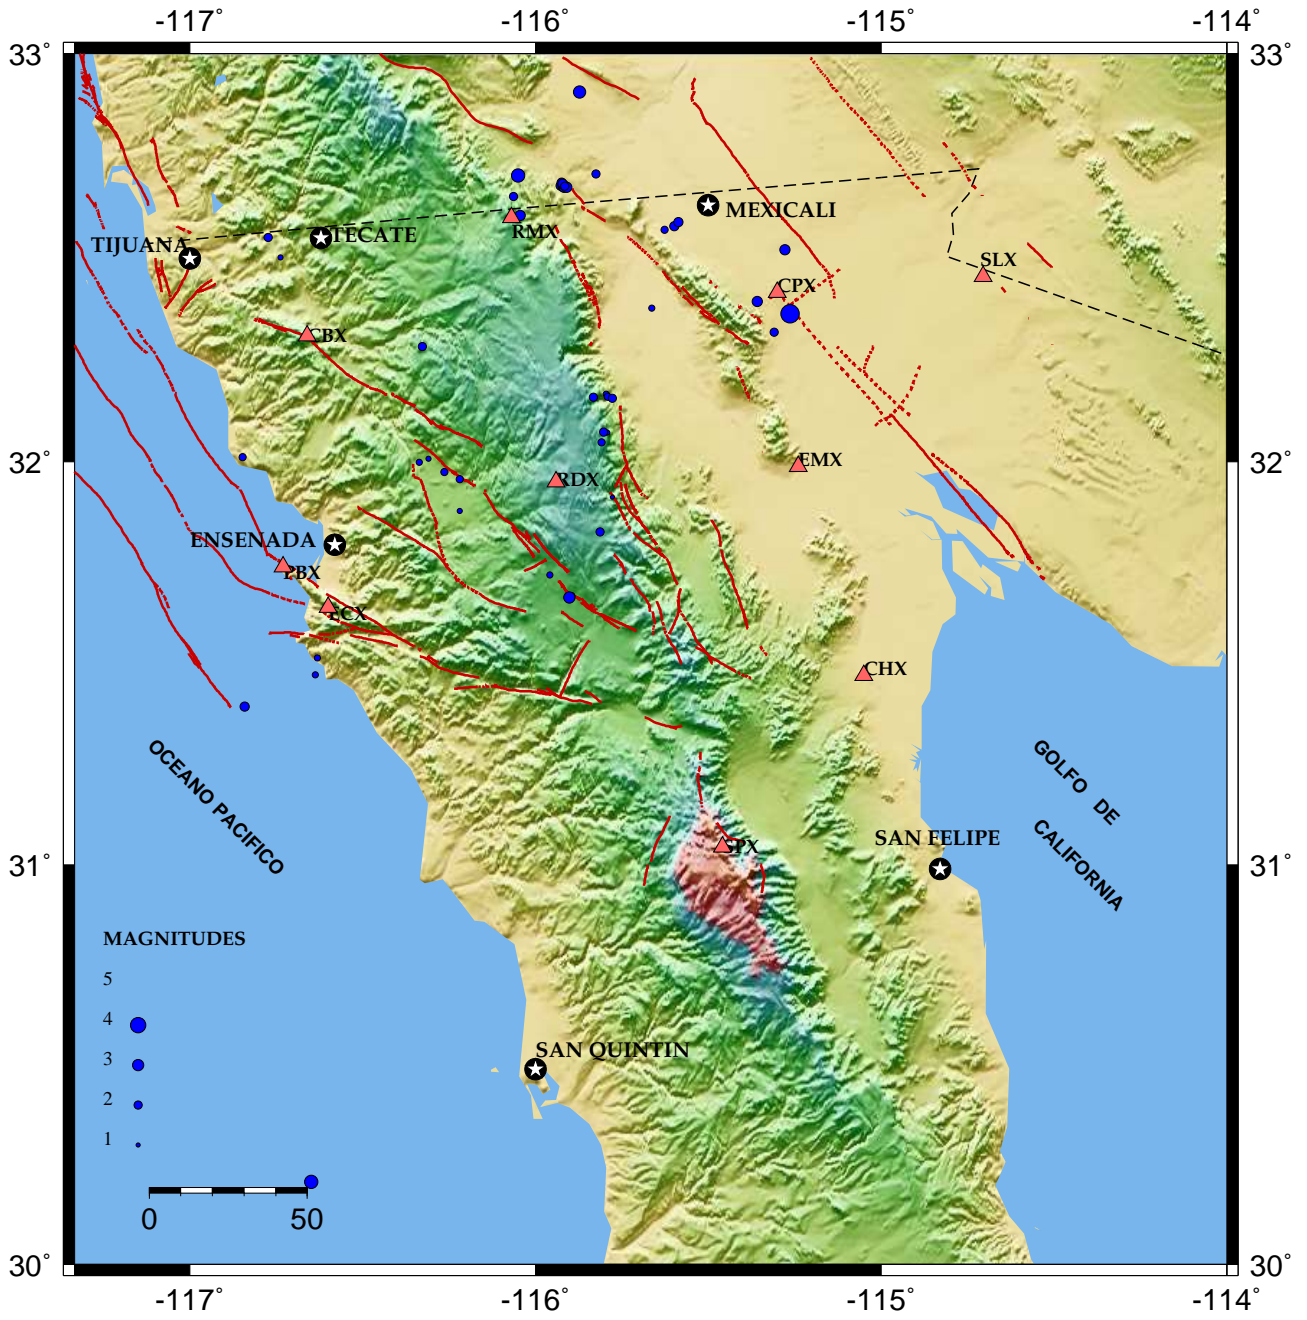 -117°
-116°
-115°
-114°
33°
33°
MEXICALI
RMX
TECATE
TIJUANA
SLX
CPX
CBX
32°
32°
EMX
RDX
ENSENADA
PBX
ECX
CHX
OCEANO PACIFICO
GOLFO DE
CALIFORNIA
SAN FELIPE
SPX
31°
31°
MAGNITUDES
5
4
3
2
1
SAN QUINTIN
0
50
30°
30°
-117°
-116°
-115°
-114°